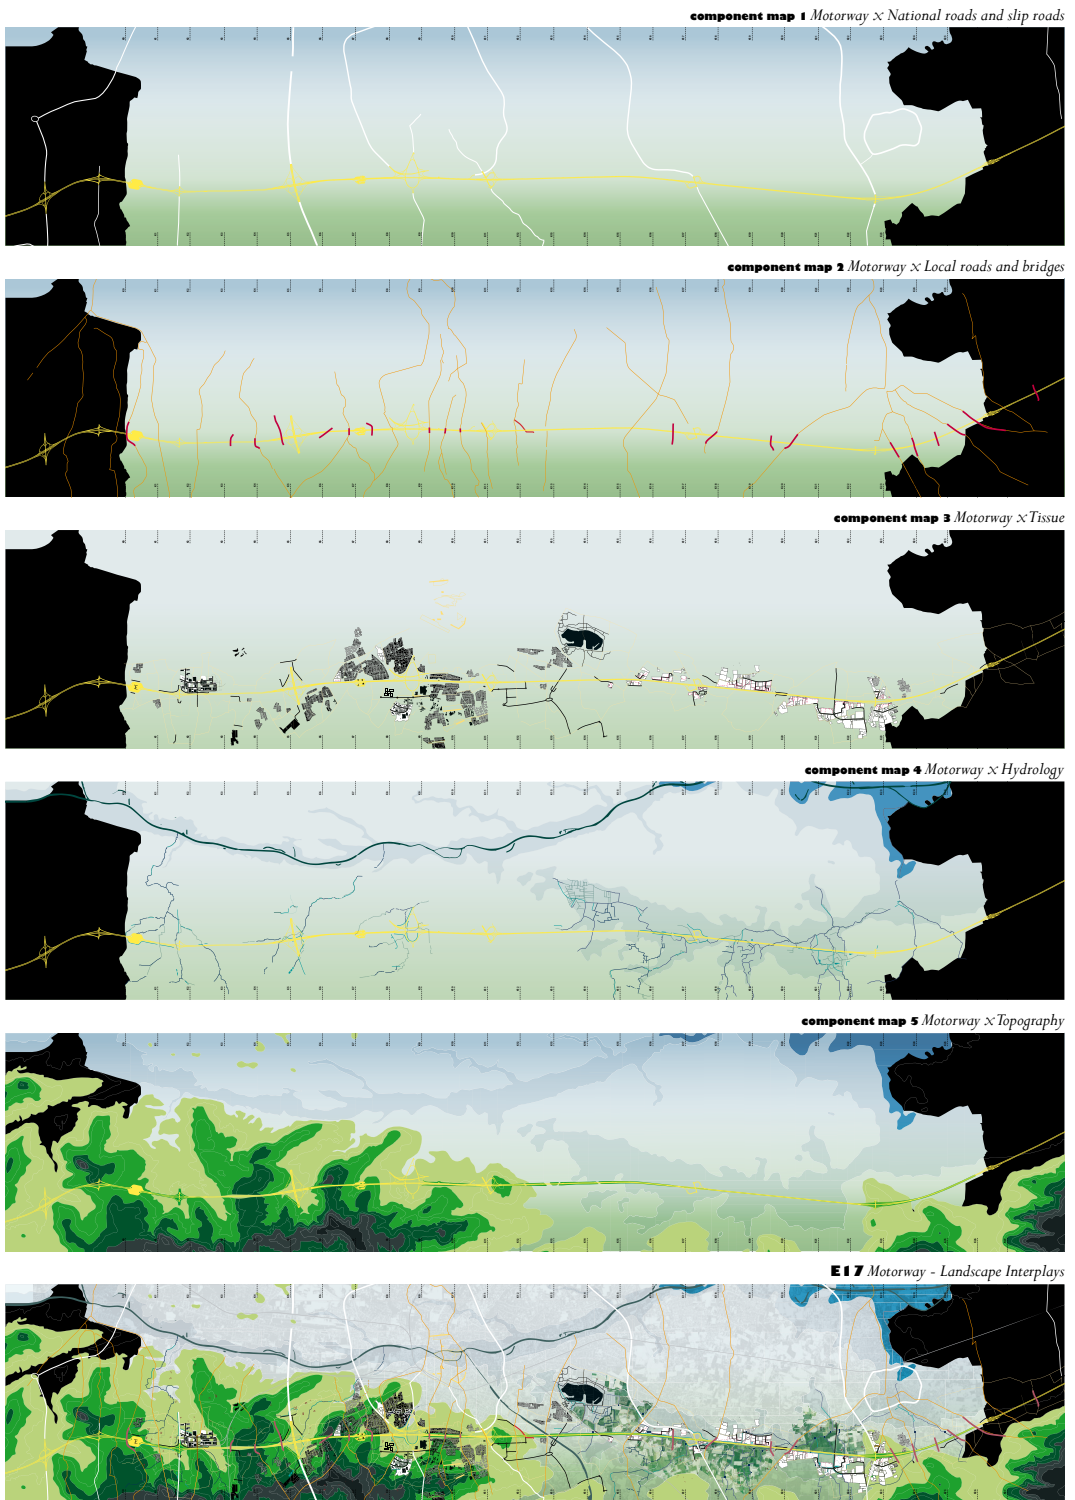 component map 1 Motorway × National roads and slip roads
component map 2 Motorway × Local roads and bridges
component map 3 Motorway × Tissue
component map 4 Motorway × Hydrology
component map 5 Motorway × Topography
E17 Motorway - Landscape Interplays